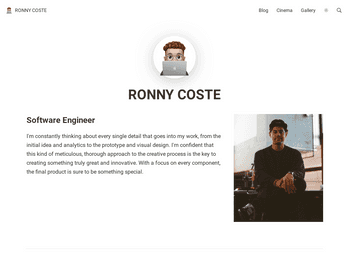 RONNY COSTE
Blog Cinema Gallery
RONNY COSTE
Software Engineer
I'm constantly thinking about every single detail that goes into my work, from the
initial idea and analytics to the prototype and visual design. I'm confident that
this kind of meticulous, thorough approach to the creative process is the key to
creating something truly great and innovative. With a focus on every component,
the final product is sure to be something special.